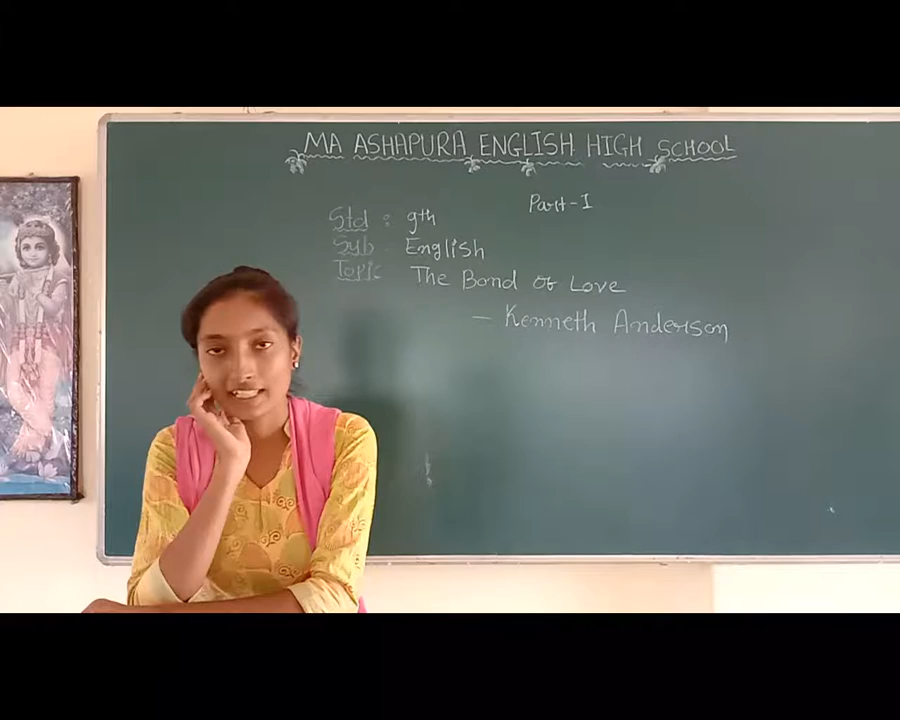 MA ASHAPURA ENGLISH HIGH SCHOOL
Part-I
Std : 9th
Sub English
Topic The Bond of Love
- Kenneth Anderson